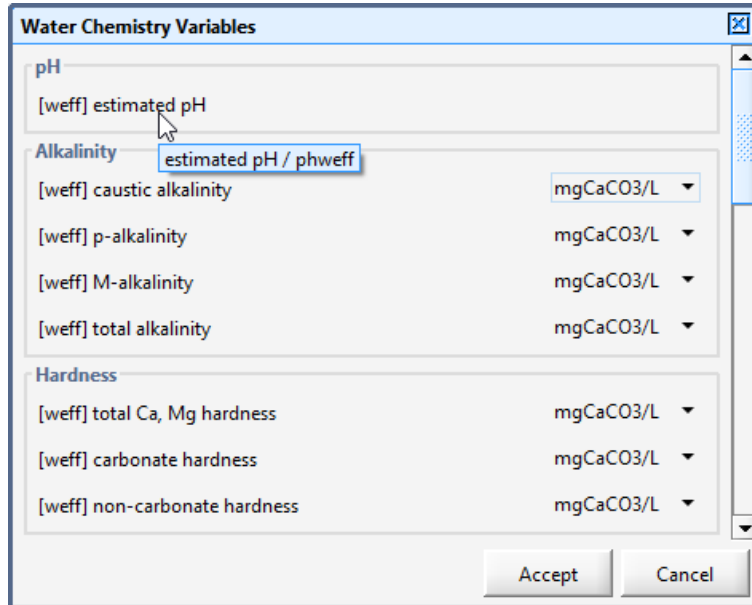 Water Chemistry Variables
pH
[weff] estimated pH
estimated pH / phweff
Alkalinity
[weff] caustic alkalinity mgCaCO3/L
[weff] p-alkalinity mgCaCO3/L
[weff] M-alkalinity mgCaCO3/L
[weff] total alkalinity mgCaCO3/L
Hardness
[weff] total Ca, Mg hardness mgCaCO3/L
[weff] carbonate hardness mgCaCO3/L
[weff] non-carbonate hardness mgCaCO3/L
Accept Cancel